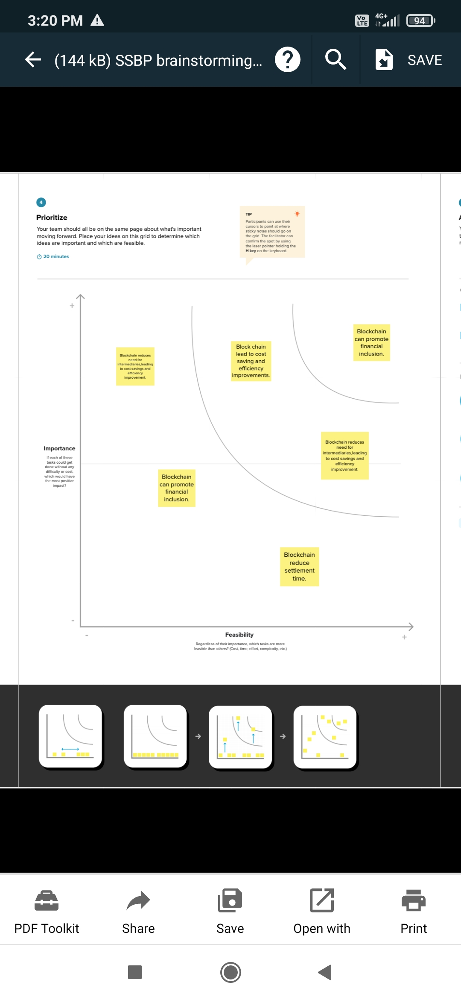 3:20 PM
Vo LTE
4G+
94
(144 kB) SSBP brainstorming...
SAVE
4
Prioritize
Your team should all be on the same page about what's important
moving forward. Place your ideas on this grid to determine which
ideas are important and which are feasible.
20 minutes
TIP
Participants can use their
cursors to point at where
sticky notes should go on
the grid. The facilitator can
confirm the spot by using
the laser pointer holding the
H key on the keyboard.
+
Blockchain
can promote
financial
inclusion.
Block chain
lead to cost
saving and
efficiency
improvements.
Blockchain reduces
need for
intermediaries,leading
to cost savings and
efficiency
improvement.
Blockchain reduces
need for
intermediaries,leading
to cost savings and
efficiency
improvement.
Importance
If each of these
tasks could get
done without any
difficulty or cost,
which would have
the most positive
impact?
Blockchain
can promote
financial
inclusion.
Blockchain
reduce
settlement
time.
-
-
Feasibility
+
Regardless of their importance, which tasks are more
feasible than others? (Cost, time, effort, complexity, etc.)
PDF Toolkit
Share
Save
Open with
Print